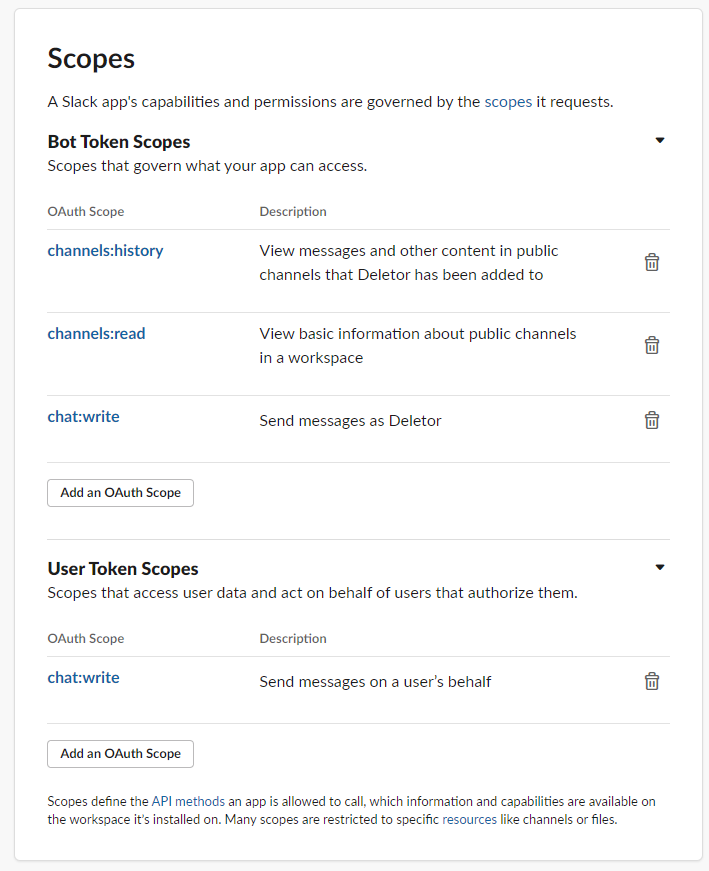 Scopes
A Slack app's capabilities and permissions are governed by the scopes it requests.
Bot Token Scopes
Scopes that govern what your app can access.
OAuth Scope Description
channels:history View messages and other content in public
channels that Deletor has been added to
channels:read View basic information about public channels
in a workspace
chat:write Send messages as Deletor
Add an OAuth Scope
User Token Scopes
Scopes that access user data and act on behalf of users that authorize them.
OAuth Scope Description
chat:write Send messages on a user’s behalf
Add an OAuth Scope
Scopes define the API methods an app is allowed to call, which information and capabilities are available on
the workspace it's installed on. Many scopes are restricted to specific resources like channels or files.